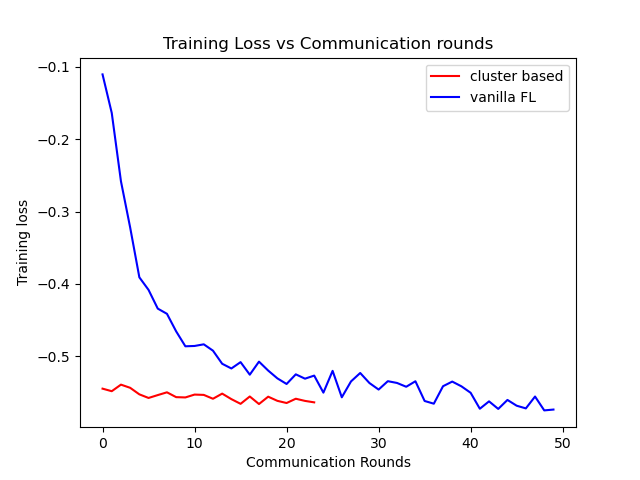 Training Loss vs Communication rounds
cluster based
vanilla FL
−0.1
−0.2
−0.3
−0.4
−0.5
Training loss
0 10 20 30 40 50
Communication Rounds